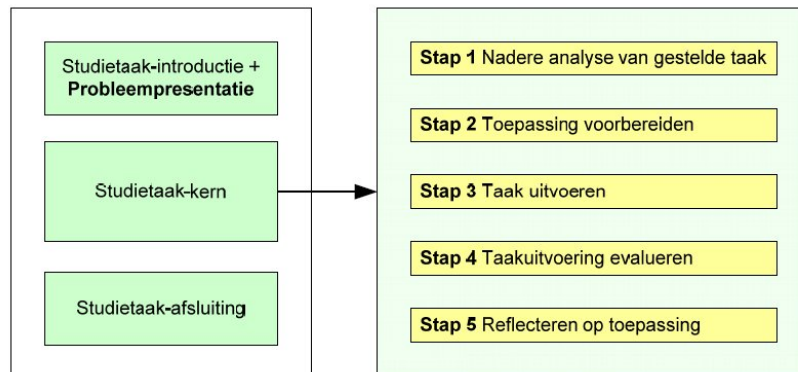 Studietaak-introductie +
Probleempresentatie
Studietaak-kern
Studietaak-afsluiting
Stap 1 Nadere analyse van gestelde taak
Stap 2 Toepassing voorbereiden
Stap 3 Taak uitvoeren
Stap 4 Taakuitvoering evalueren
Stap 5 Reflecteren op toepassing